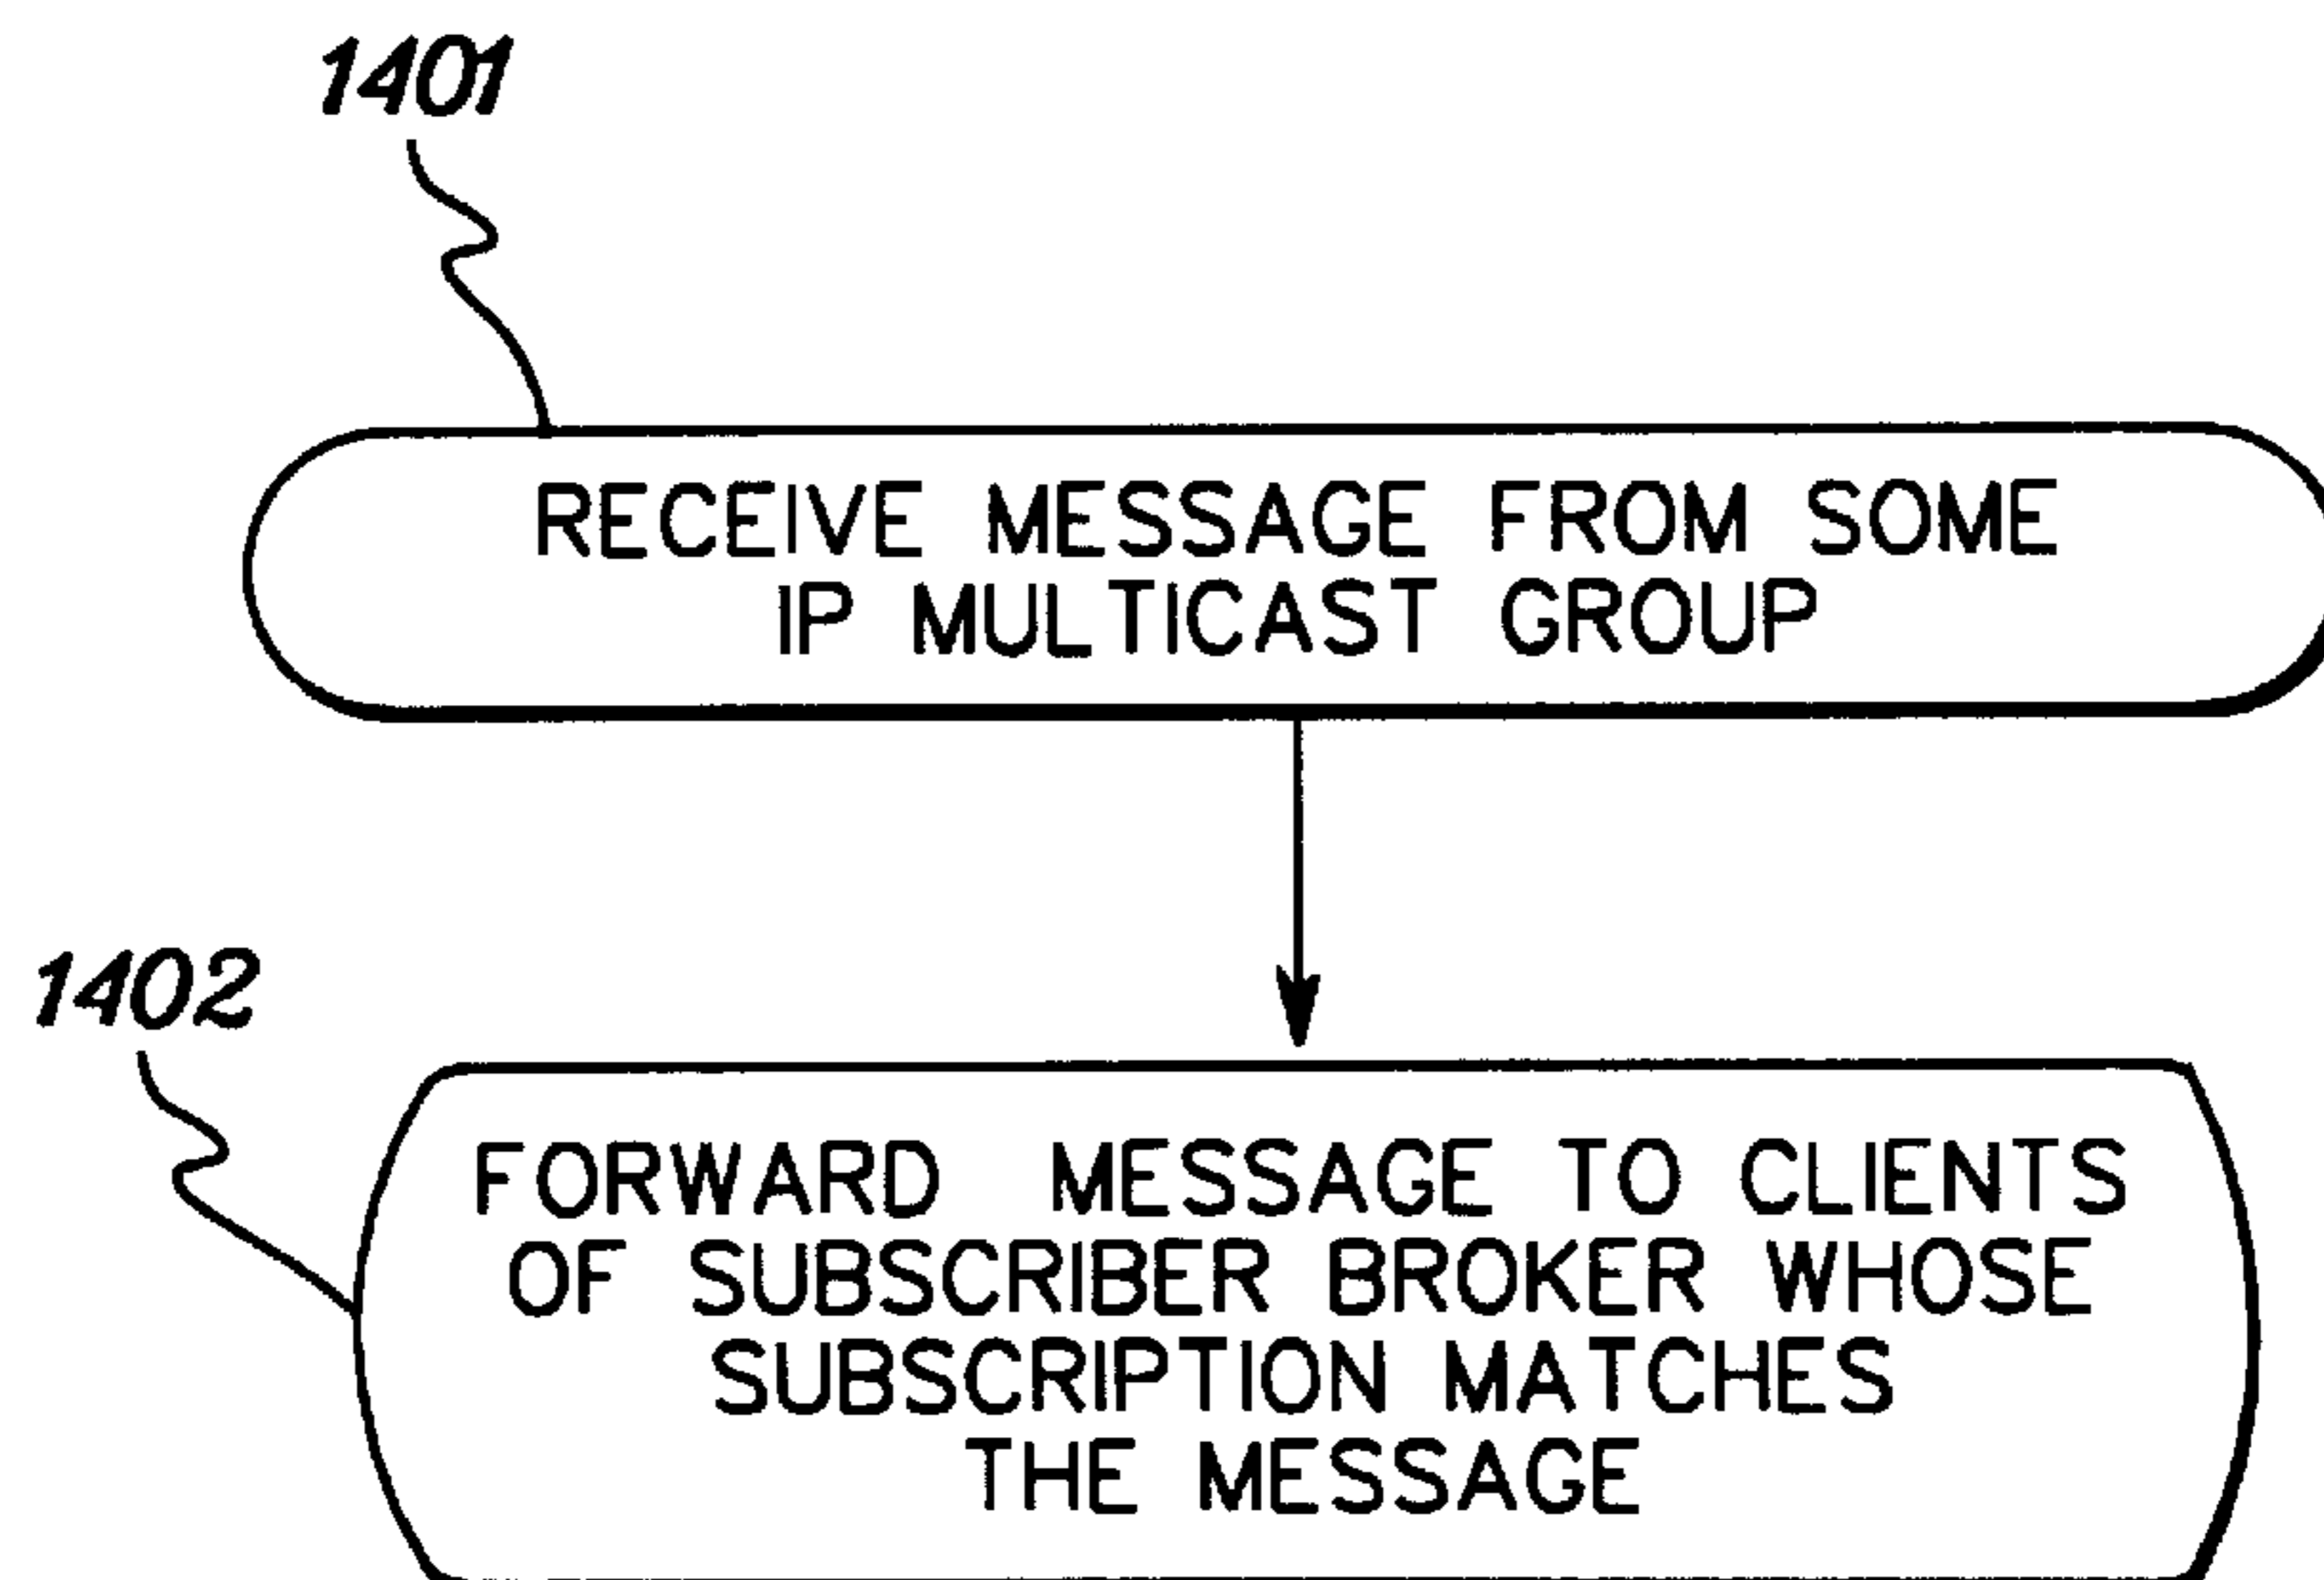 1401
RECEIVE MESSAGE FROM SOME
IP MULTICAST GROUP
1402
FORWARD MESSAGE TO CLIENTS
OF SUBSCRIBER BROKER WHOSE
SUBSCRIPTION MATCHES
THE MESSAGE